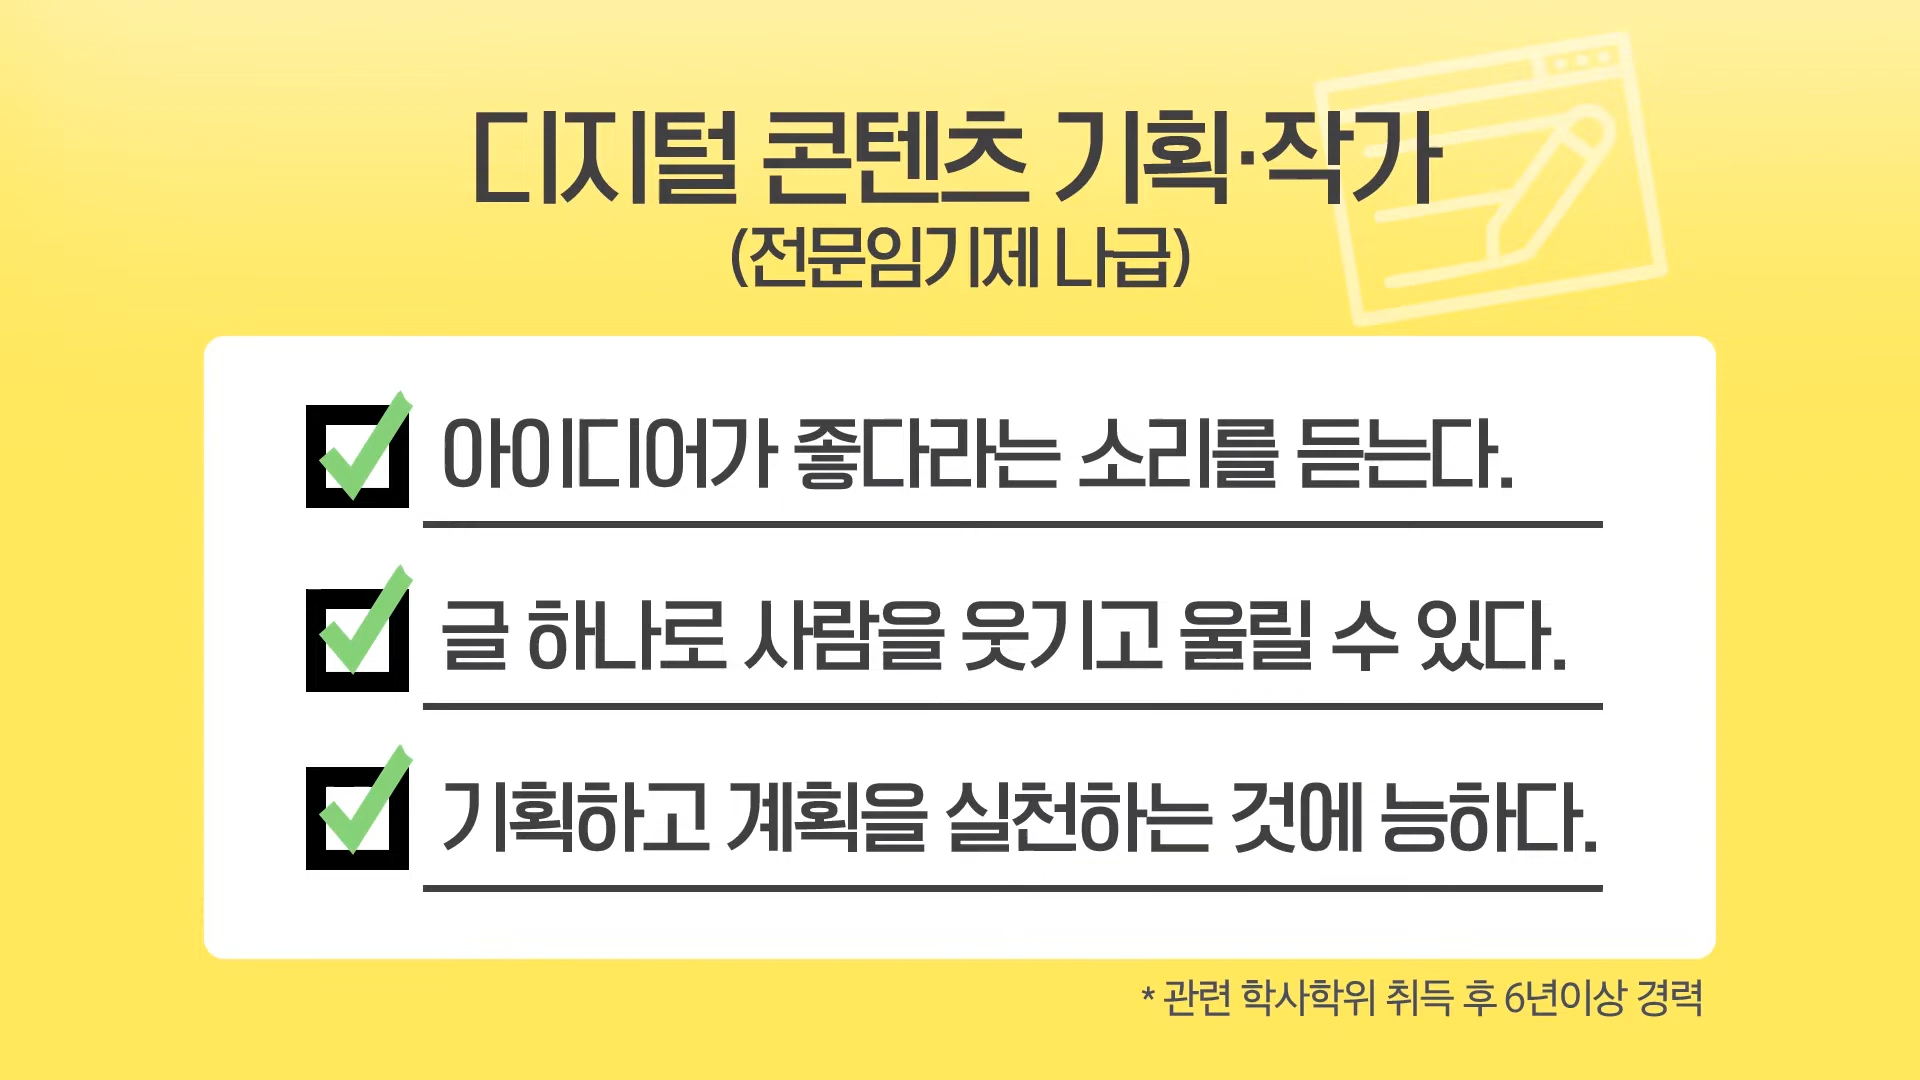 디지털 콘텐츠 기획·작가
(전문임기제 나급)
아이디어가 좋다라는 소리를 듣는다.
글 하나로 사람을 웃기고 울릴 수 있다.
기획하고 계획을 실천하는 것에 능하다.
* 관련 학사학위 취득 후 6년이상 경력